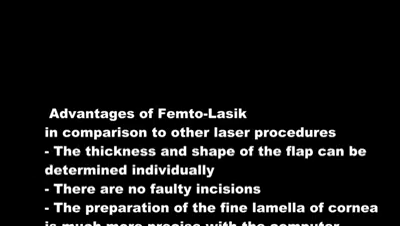 Advantages of Femto-Lasik
in comparison to other laser procedures
- The thickness and shape of the flap can be
determined individually
- There are no faulty incisions
- The preparation of the fine lamella of cornea
is much more precise with the computer